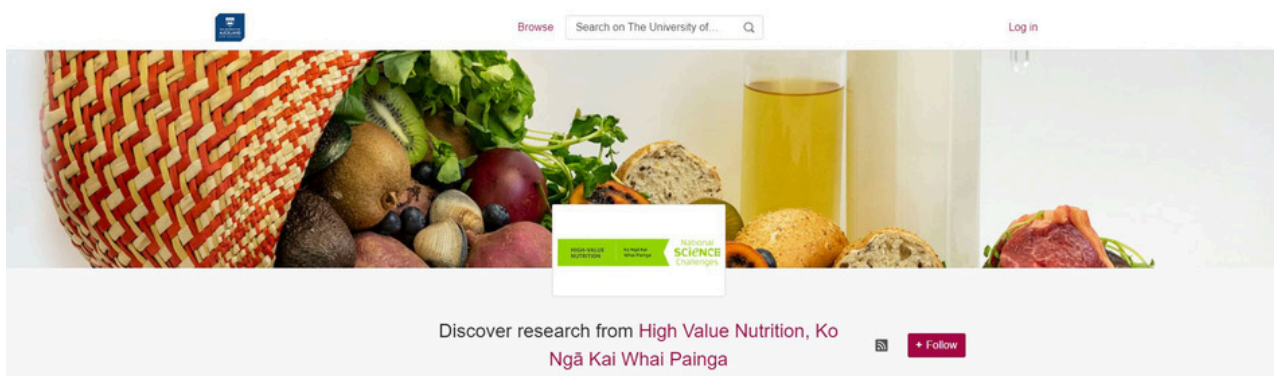 AUCKLAND
Browse
Search on The University of...
Log in
HIGH-VALUE
NUTRITION
Ko Ngā Kai
Whai Painga
National
SCiENCE
Challenges
Discover research from High Value Nutrition, Ko
Ngā Kai Whai Painga
+ Follow